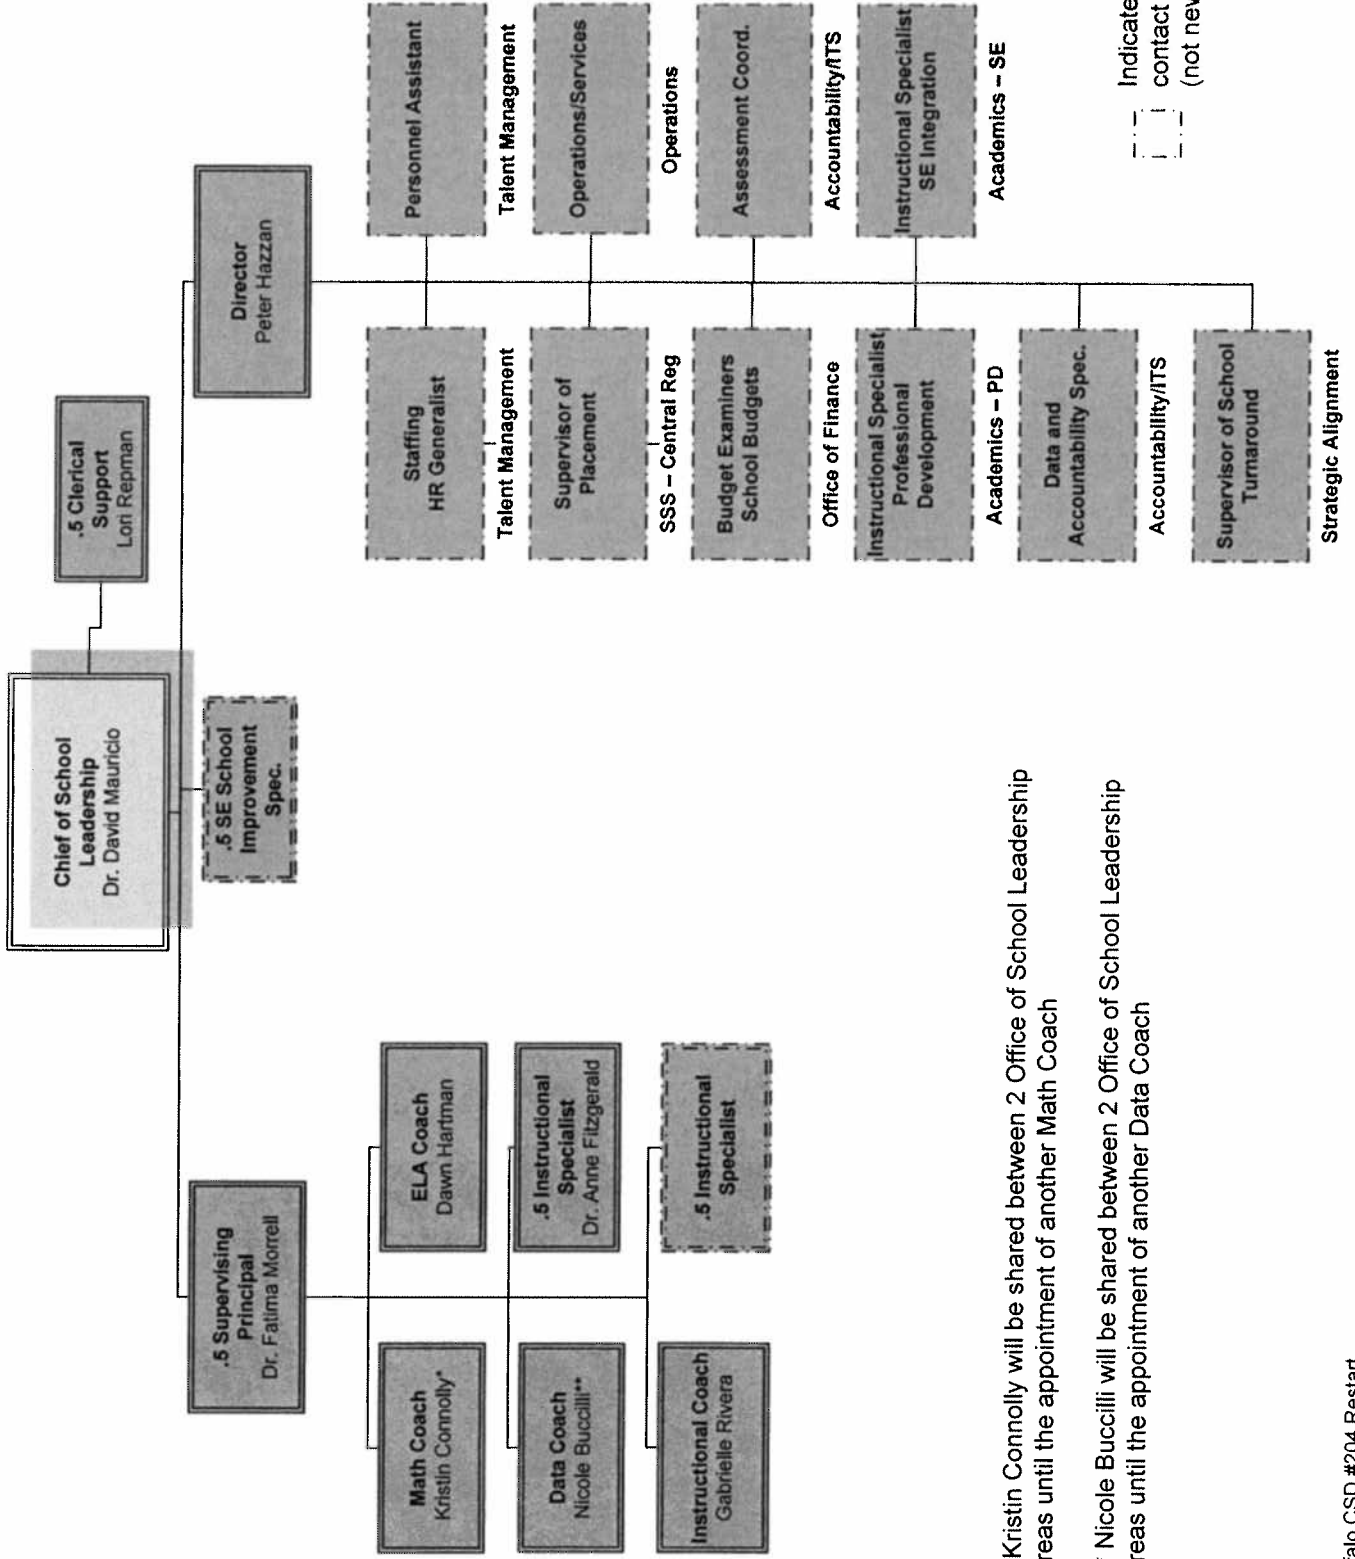 Chief of School
Leadership
Dr. David Mauricio
.5 Clerical
Support
Lori Repman
.5 SE School
Improvement
Spec.
.5 Supervising
Principal
Dr. Fatima Morrell
Director
Peter Hazzan
Math Coach
Kristin Connolly*
ELA Coach
Dawn Hartman
Data Coach
Nicole Buccilli**
.5 Instructional
Specialist
Dr. Anne Fitzgerald
Instructional Coach
Gabrielle Rivera
.5 Instructional
Specialist
Staffing
HR Generalist
Talent Management
Personnel Assistant
Talent Management
Supervisor of
Placement
SSS – Central Reg
Operations/Services
Operations
Budget Examiners
School Budgets
Office of Finance
Assessment Coord.
Accountability/ITS
Instructional Specialist
Professional
Development
Academics – PD
Instructional Specialist
SE Integration
Academics – SE
Data and
Accountability Spec.
Accountability/ITS
Supervisor of School
Turnaround
Strategic Alignment
Kristin Connolly will be shared between 2 Office of School Leadership
reas until the appointment of another Math Coach
* Nicole Buccilli will be shared between 2 Office of School Leadership
reas until the appointment of another Data Coach
Indicate
contact
(not new
falo CSD #204 Restart